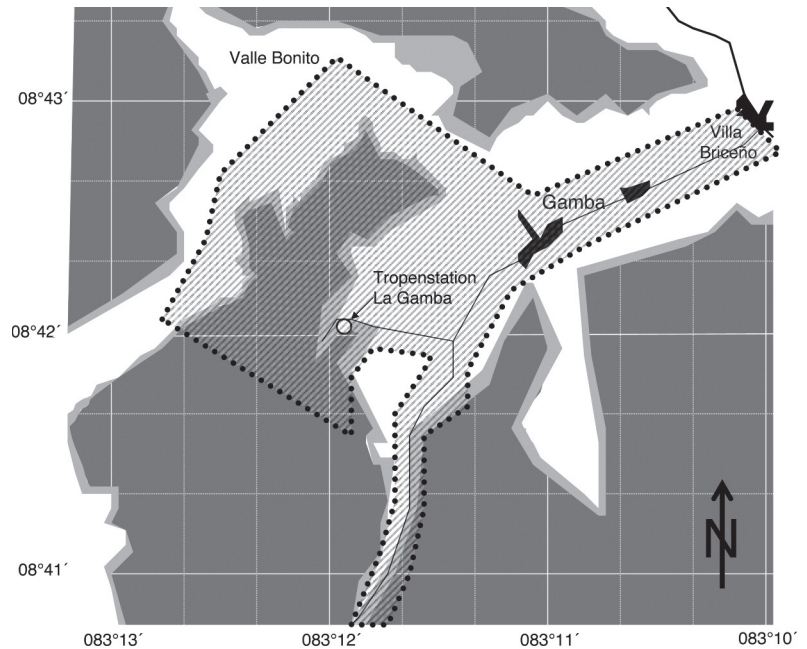 Valle Bonito
08°43´
Villa
Briceño
Gamba
Tropenstation
La Gamba
08°42´
N
08°41´
083°13´
083°12´
083°11´
083°10´